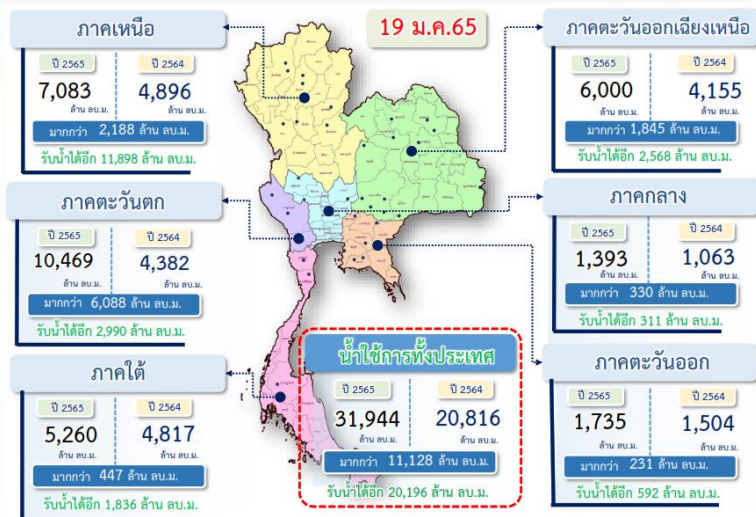 19 ม.ค.65
ภาคเหนือ
ปี 2565 ปี 2564
7,083 4,896
ล้าน ลบ.ม. ล้าน ลบ.ม.
มากกว่า 2,188 ล้าน ลบ.ม.
รับน้ำได้อีก 11,898 ล้าน ลบ.ม.
ภาคตะวันออกเฉียงเหนือ
ปี 2565 ปี 2564
6,000 4,155
ล้าน ลบ.ม. ล้าน ลบ.ม.
มากกว่า 1,845 ล้าน ลบ.ม.
รับน้ำได้อีก 2,568 ล้าน ลบ.ม.
ภาคตะวันตก
ปี 2565 ปี 2564
10,469 4,382
ล้าน ลบ.ม. ล้าน ลบ.ม.
มากกว่า 6,088 ล้าน ลบ.ม.
รับน้ำได้อีก 2,990 ล้าน ลบ.ม.
ภาคกลาง
ปี 2565 ปี 2564
1,393 1,063
ล้าน ลบ.ม. ล้าน ลบ.ม.
มากกว่า 330 ล้าน ลบ.ม.
รับน้ำได้อีก 311 ล้าน ลบ.ม.
ภาคใต้
ปี 2565 ปี 2564
5,260 4,817
ล้าน ลบ.ม. ล้าน ลบ.ม.
มากกว่า 447 ล้าน ลบ.ม.
รับน้ำได้อีก 1,836 ล้าน ลบ.ม.
น้ำใช้การทั้งประเทศ
ปี 2565 ปี 2564
31,944 20,816
ล้าน ลบ.ม. ล้าน ลบ.ม.
มากกว่า 11,128 ล้าน ลบ.ม.
รับน้ำได้อีก 20,196 ล้าน ลบ.ม.
ภาคตะวันออก
ปี 2565 ปี 2564
1,735 1,504
ล้าน ลบ.ม. ล้าน ลบ.ม.
มากกว่า 231 ล้าน ลบ.ม.
รับน้ำได้อีก 592 ล้าน ลบ.ม.